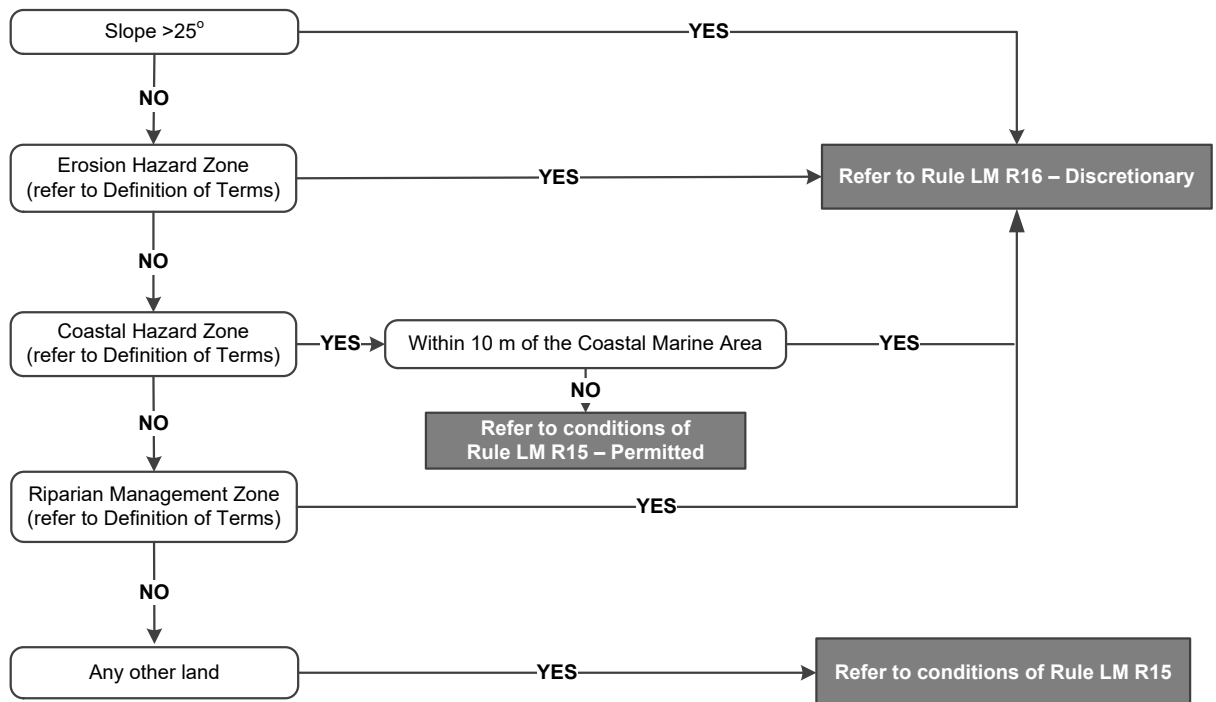 Slope >25°
YES
NO
Erosion Hazard Zone
(refer to Definition of Terms)
YES
Refer to Rule LM R16 – Discretionary
NO
Coastal Hazard Zone
(refer to Definition of Terms)
YES
Within 10 m of the Coastal Marine Area
YES
NO
Refer to conditions of
Rule LM R15 – Permitted
NO
Riparian Management Zone
(refer to Definition of Terms)
YES
NO
Any other land
YES
Refer to conditions of Rule LM R15